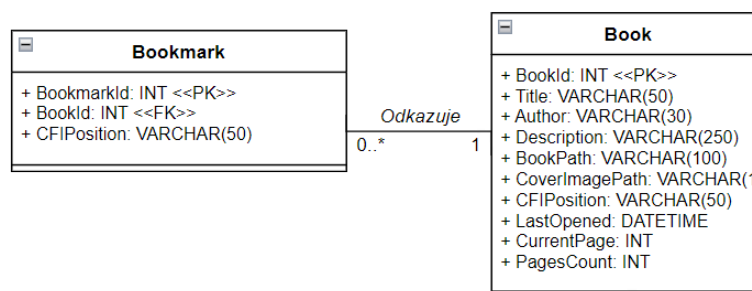 Bookmark
+ BookmarkId: INT <<PK>>
+ BookId: INT <<FK>>
+ CFIPosition: VARCHAR(50)
Odkazuje
0..*
1
Book
+ BookId: INT <<PK>>
+ Title: VARCHAR(50)
+ Author: VARCHAR(30)
+ Description: VARCHAR(250)
+ BookPath: VARCHAR(100)
+ CoverImagePath: VARCHAR(1
+ CFIPosition: VARCHAR(50)
+ LastOpened: DATETIME
+ CurrentPage: INT
+ PagesCount: INT